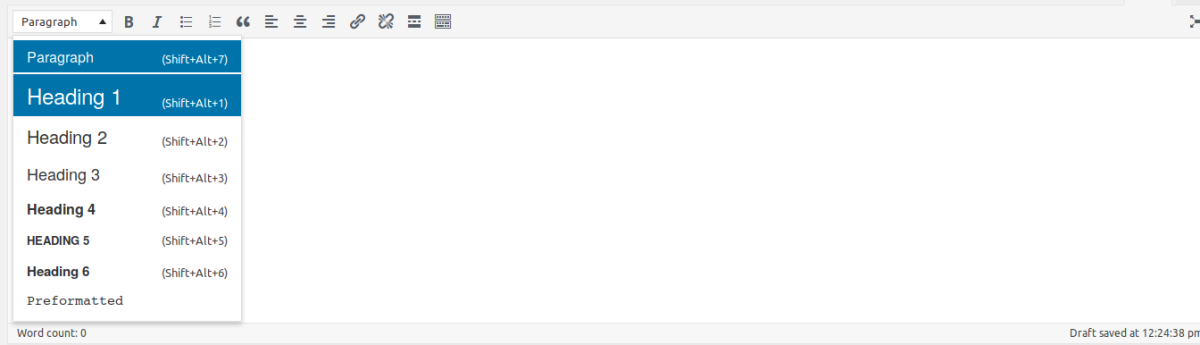 Paragraph
Paragraph (Shift+Alt+7)
Heading 1 (Shift+Alt+1)
Heading 2 (Shift+Alt+2)
Heading 3 (Shift+Alt+3)
Heading 4 (Shift+Alt+4)
HEADING 5 (Shift+Alt+5)
Heading 6 (Shift+Alt+6)
Preformatted
Word count: 0 Draft saved at 12:24:38 pm